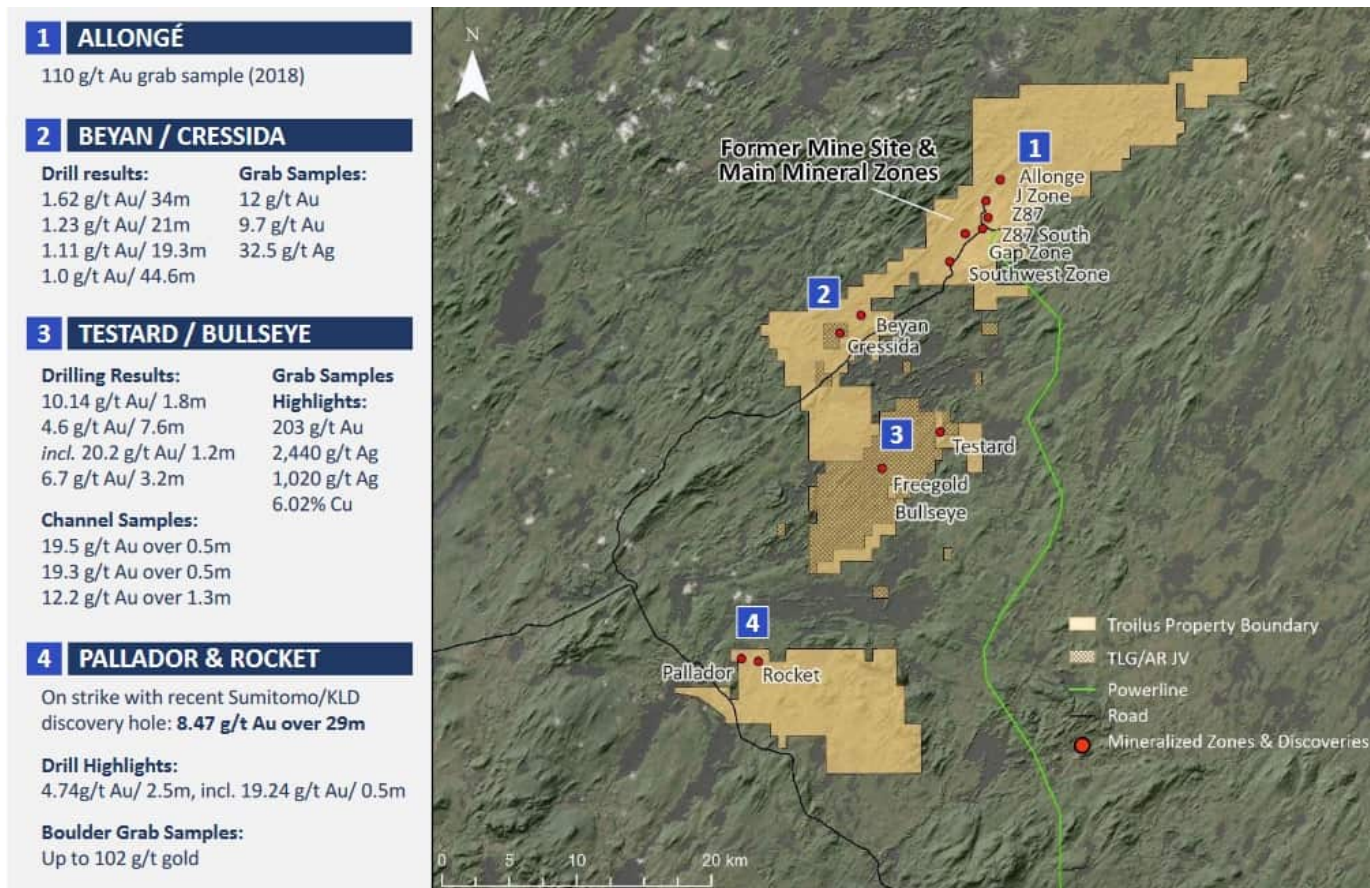 1 ALLONGÉ
110 g/t Au grab sample (2018)
2 BEYAN / CRESSIDA
Drill results:
1.62 g/t Au/ 34m
1.23 g/t Au/ 21m
1.11 g/t Au/ 19.3m
1.0 g/t Au/ 44.6m
Grab Samples:
12 g/t Au
9.7 g/t Au
32.5 g/t Ag
3 TESTARD / BULLSEYE
Drilling Results:
10.14 g/t Au/ 1.8m
4.6 g/t Au/ 7.6m
incl. 20.2 g/t Au/ 1.2m
6.7 g/t Au/ 3.2m
Channel Samples:
19.5 g/t Au over 0.5m
19.3 g/t Au over 0.5m
12.2 g/t Au over 1.3m
Grab Samples
Highlights:
203 g/t Au
2,440 g/t Ag
1,020 g/t Ag
6.02% Cu
4 PALLADOR & ROCKET
On strike with recent Sumitomo/KLD
discovery hole: 8.47 g/t Au over 29m
Drill Highlights:
4.74g/t Au/ 2.5m, incl. 19.24 g/t Au/ 0.5m
Boulder Grab Samples:
Up to 102 g/t gold
N
Former Mine Site &
Main Mineral Zones
1
Allonge
J Zone
Z87
Z87 South
Gap Zone
Southwest Zone
2
Beyan
Cressida
3
Testard
Freegold
Bullseye
4
Pallador
Rocket
Troilus Property Boundary
TLG/AR JV
Powerline
Road
Mineralized Zones & Discoveries
0 5 10 20 km